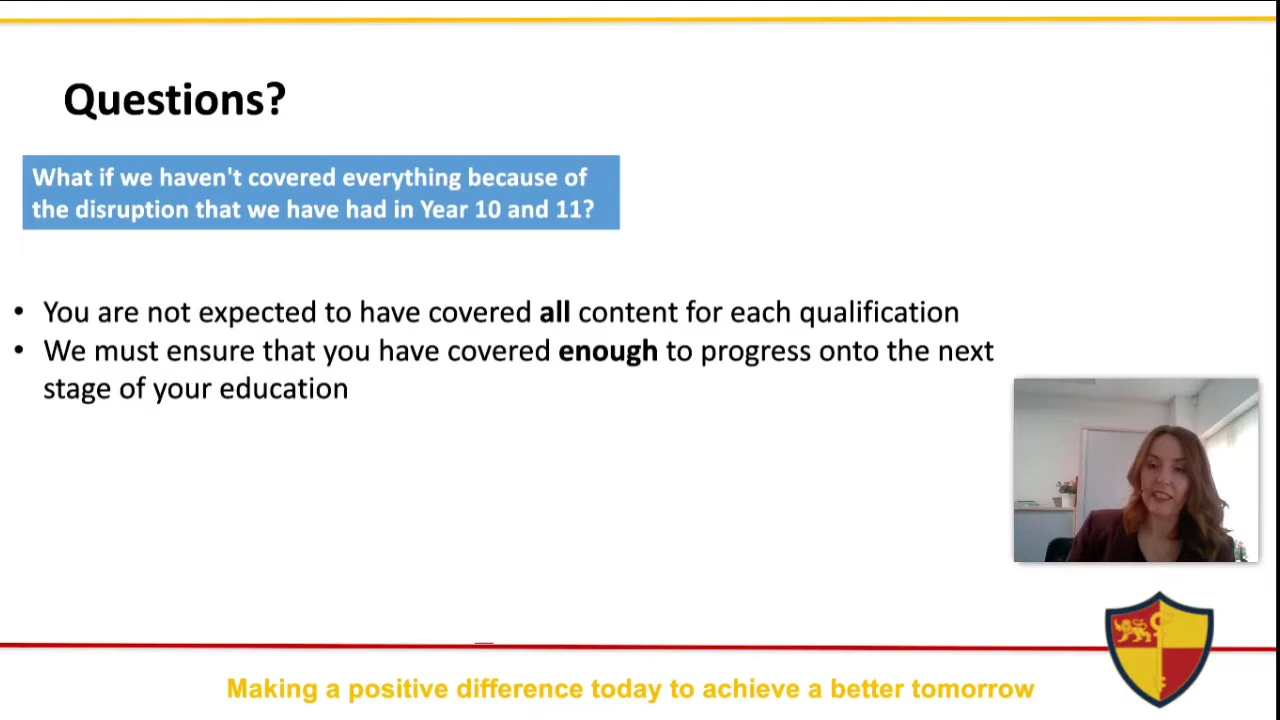 Questions?
What if we haven't covered everything because of
the disruption that we have had in Year 10 and 11?
• You are not expected to have covered all content for each qualification
• We must ensure that you have covered enough to progress onto the next
stage of your education
Making a positive difference today to achieve a better tomorrow